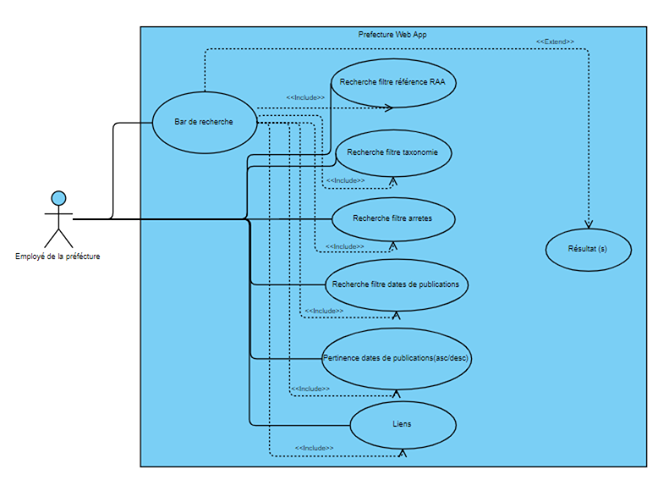 Prefecture Web App
<<Extend>>
Recherche filtre référence RAA
<<Include>>
Bar de recherche
Recherche filtre taxonomie
<<Include>>
Recherche filtre arretes
<<Include>>
Employé de la préfécture
Résultat (s)
Recherche filtre dates de publications
<<Include>>
Pertinence dates de publications(asc/desc)
<<Include>>
Liens
<<Include>>